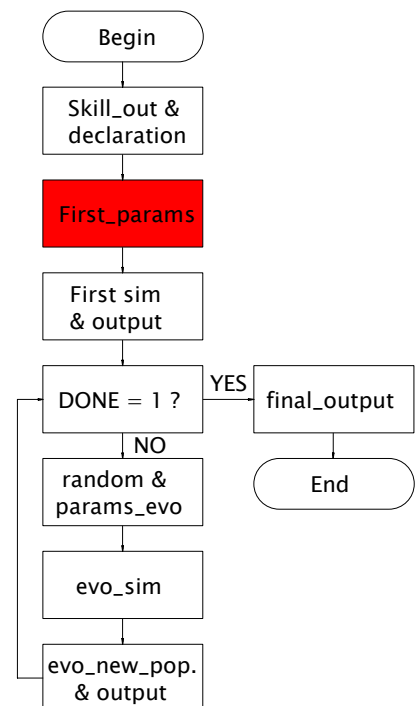 Begin
Skill_out &
declaration
First_params
First sim
& output
DONE = 1 ?
YES
final_output
NO
End
random &
params_evo
evo_sim
evo_new_pop.
& output